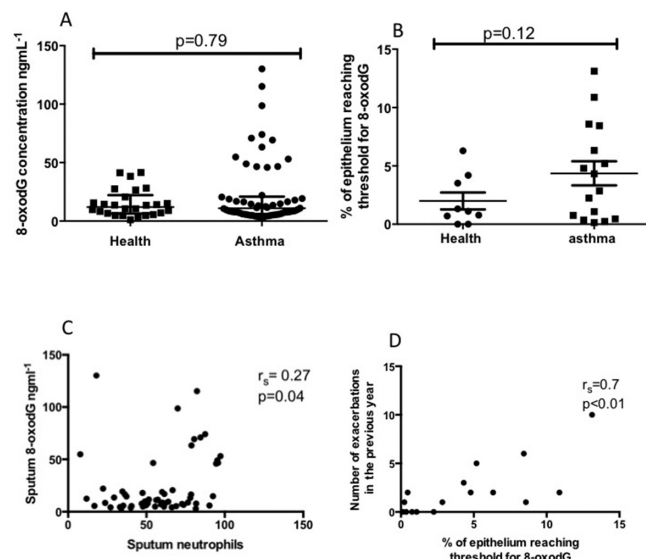 A
p=0.79
8-oxodG concentration ngmL-1
150
100
50
0
Health
Asthma
B
p=0.12
% of epithelium reaching
threshold for 8-oxodG
15
10
5
0
Health
asthma
C
Sputum 8-oxodG ngml-1
150
100
50
0
rs= 0.27
p=0.04
0
50
100
150
Sputum neutrophils
D
Number of exacerbations
in the previous year
15
10
5
0
rs=0.7
p<0.01
0
5
10
15
% of epithelium reaching
threshold for 8-oxodG